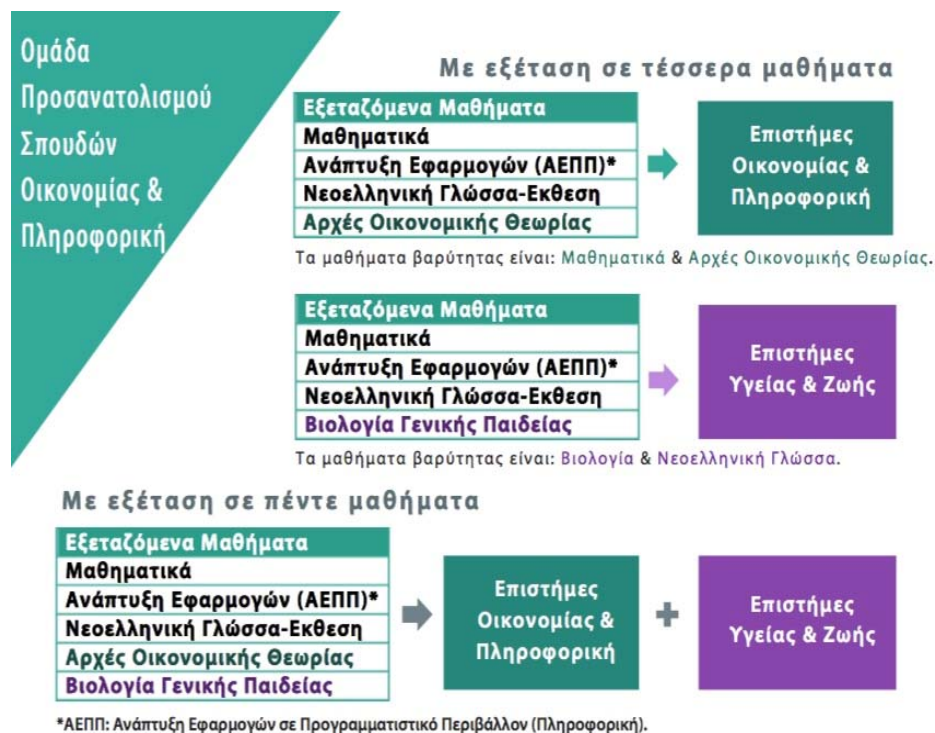 Ομάδα
Προσανατολισμού
Σπουδών
Οικονομίας &
Πληροφορική
Με εξέταση σε τέσσερα μαθήματα
Εξεταζόμενα Μαθήματα
Μαθηματικά
Ανάπτυξη Εφαρμογών (ΑΕΠΠ)*
Νεοελληνική Γλώσσα-Εκθεση
Αρχές Οικονομικής Θεωρίας
Επιστήμες
Οικονομίας &
Πληροφορική
Τα μαθήματα βαρύτητας είναι: Μαθηματικά & Αρχές Οικονομικής Θεωρίας.
Εξεταζόμενα Μαθήματα
Μαθηματικά
Ανάπτυξη Εφαρμογών (ΑΕΠΠ)*
Νεοελληνική Γλώσσα-Εκθεση
Βιολογία Γενικής Παιδείας
Επιστήμες
Υγείας & Ζωής
Τα μαθήματα βαρύτητας είναι: Βιολογία & Νεοελληνική Γλώσσα.
Με εξέταση σε πέντε μαθήματα
Εξεταζόμενα Μαθήματα
Μαθηματικά
Ανάπτυξη Εφαρμογών (ΑΕΠΠ)*
Νεοελληνική Γλώσσα-Εκθεση
Αρχές Οικονομικής Θεωρίας
Βιολογία Γενικής Παιδείας
Επιστήμες
Οικονομίας &
Πληροφορική
+
Επιστήμες
Υγείας & Ζωής
*ΑΕΠΠ: Ανάπτυξη Εφαρμογών σε Προγραμματιστικό Περιβάλλον (Πληροφορική).